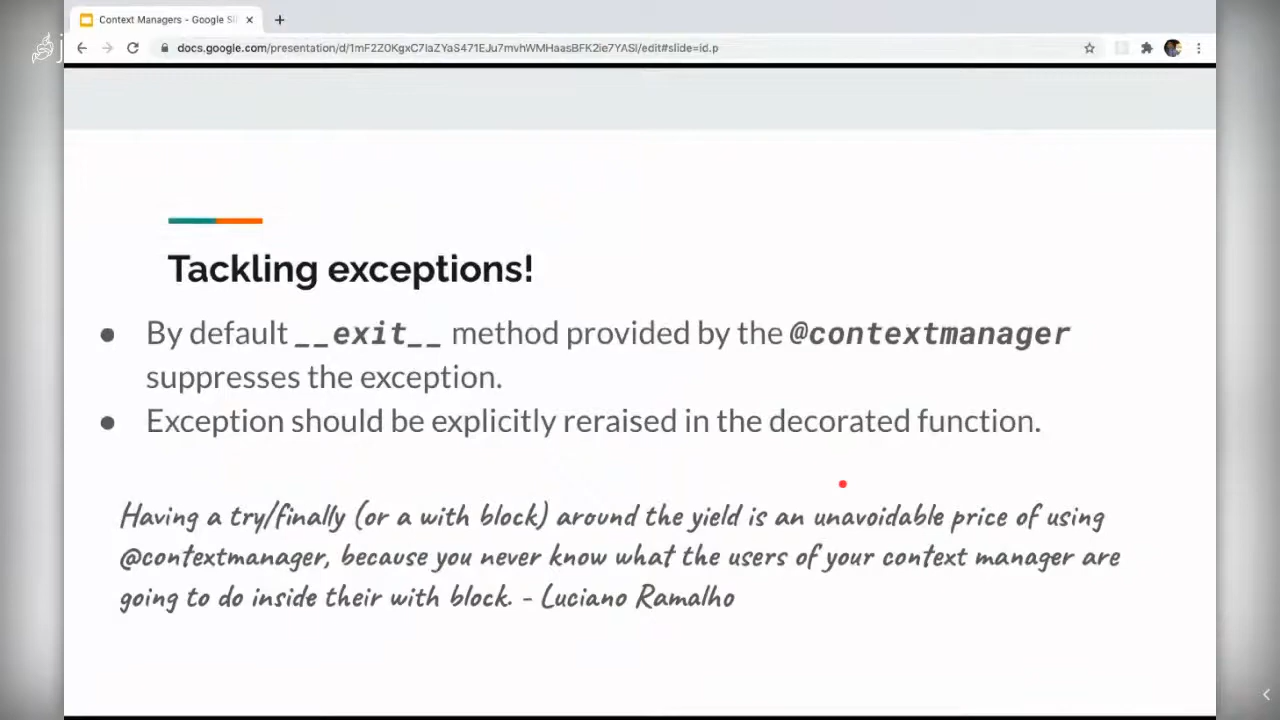 Context Managers - Google Sli
docs.google.com/presentation/d/1mF2Z0KgxC7IaZYaS471EJu7mvhWMHaasBFK2ie7YASI/edit#slide=id.p
Tackling exceptions!
● By default __exit__ method provided by the @contextmanager
suppresses the exception.
● Exception should be explicitly reraised in the decorated function.
Having a try/finally (or a with block) around the yield is an unavoidable price of using
@contextmanager, because you never know what the users of your context manager are
going to do inside their with block. - Luciano Ramalho